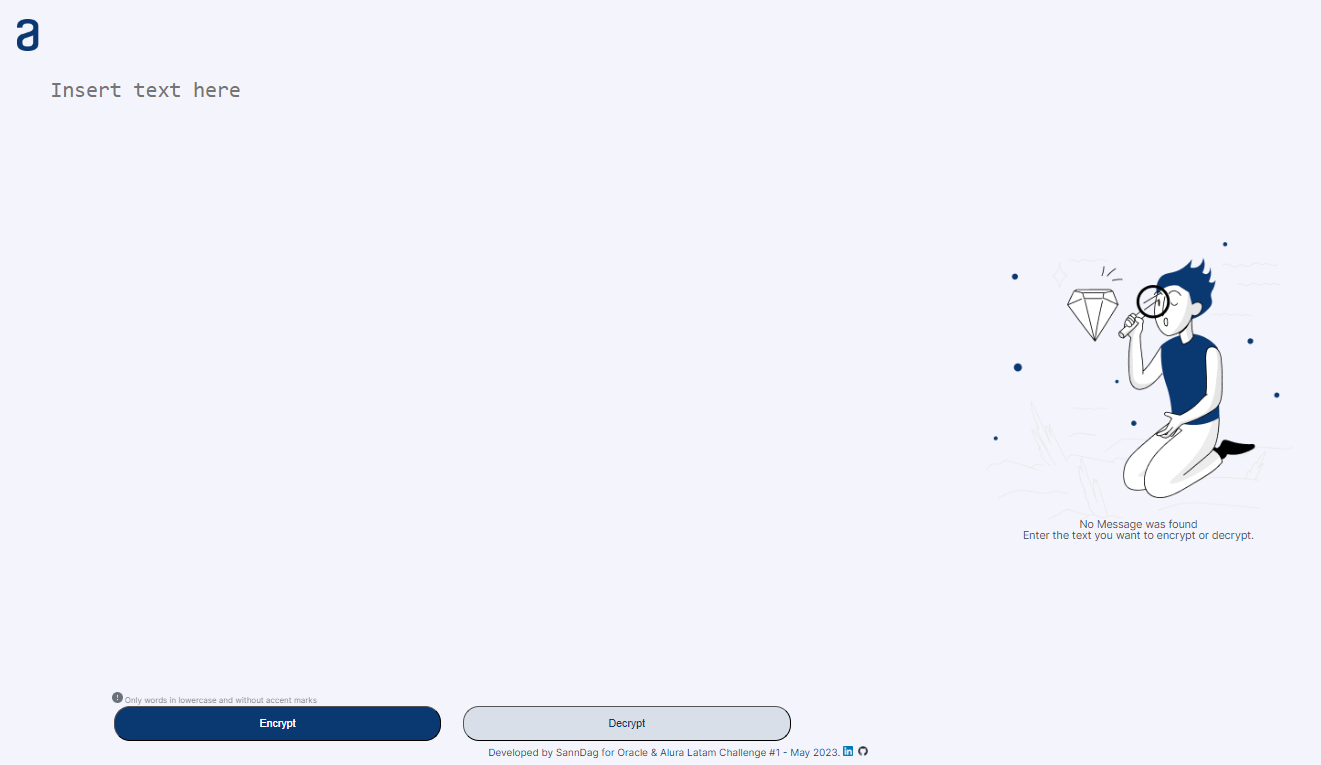 a
Insert text here
No Message was found
Enter the text you want to encrypt or decrypt.
Only words in lowercase and without accent marks
Encrypt
Decrypt
Developed by SannDag for Oracle & Alura Latam Challenge #1 - May 2023.